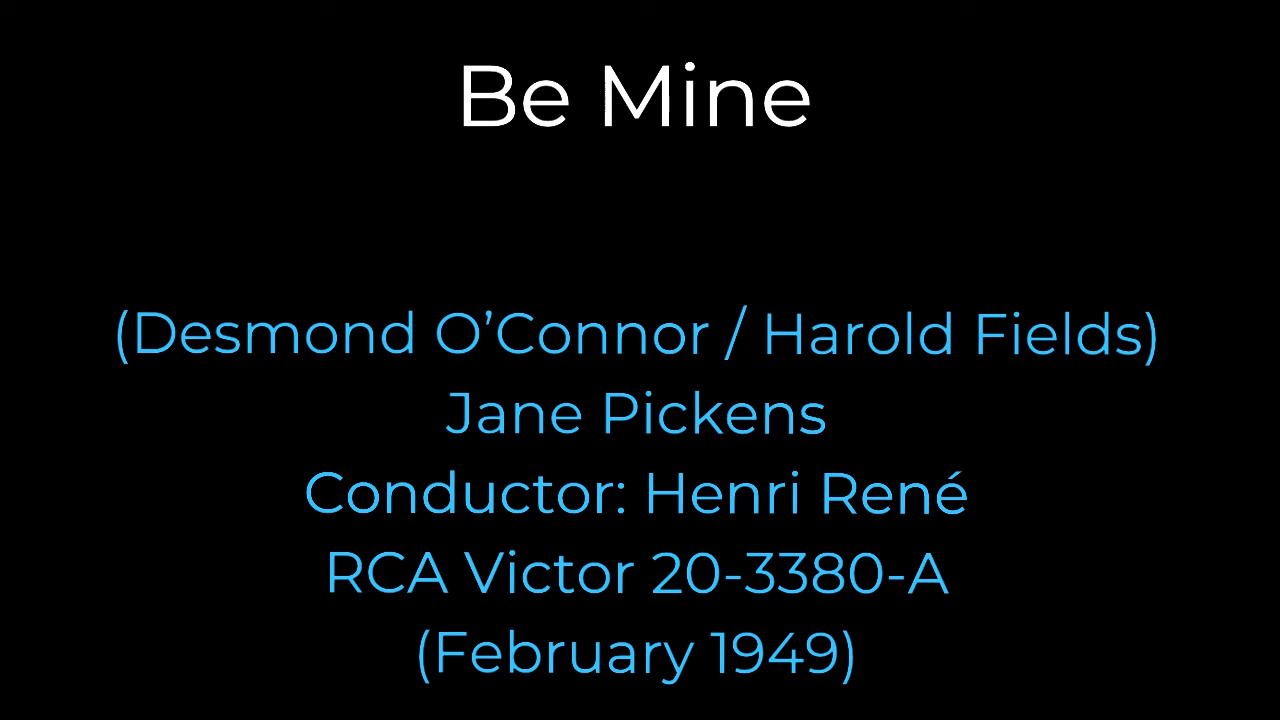 Be Mine
(Desmond O’Connor / Harold Fields)
Jane Pickens
Conductor: Henri René
RCA Victor 20-3380-A
(February 1949)